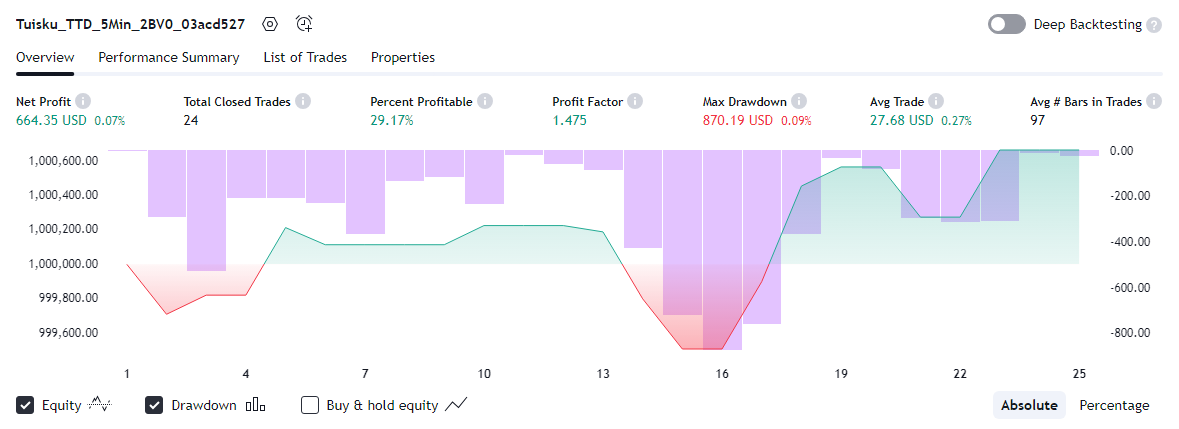 Tuisku_TTD_5Min_2BV0_03acd527 Deep Backtesting ?
Overview Performance Summary List of Trades Properties
Net Profit i Total Closed Trades i Percent Profitable i Profit Factor i Max Drawdown i Avg Trade i Avg # Bars in Trades i
664.35 USD 0.07% 24 29.17% 1.475 870.19 USD 0.09% 27.68 USD 0.27% 97
1,000,600.00 0.00
1,000,400.00 -200.00
1,000,200.00 -400.00
1,000,000.00 -600.00
999,800.00 -800.00
999,600.00
1 4 7 10 13 16 19 22 25
Equity Drawdown Buy & hold equity Absolute Percentage